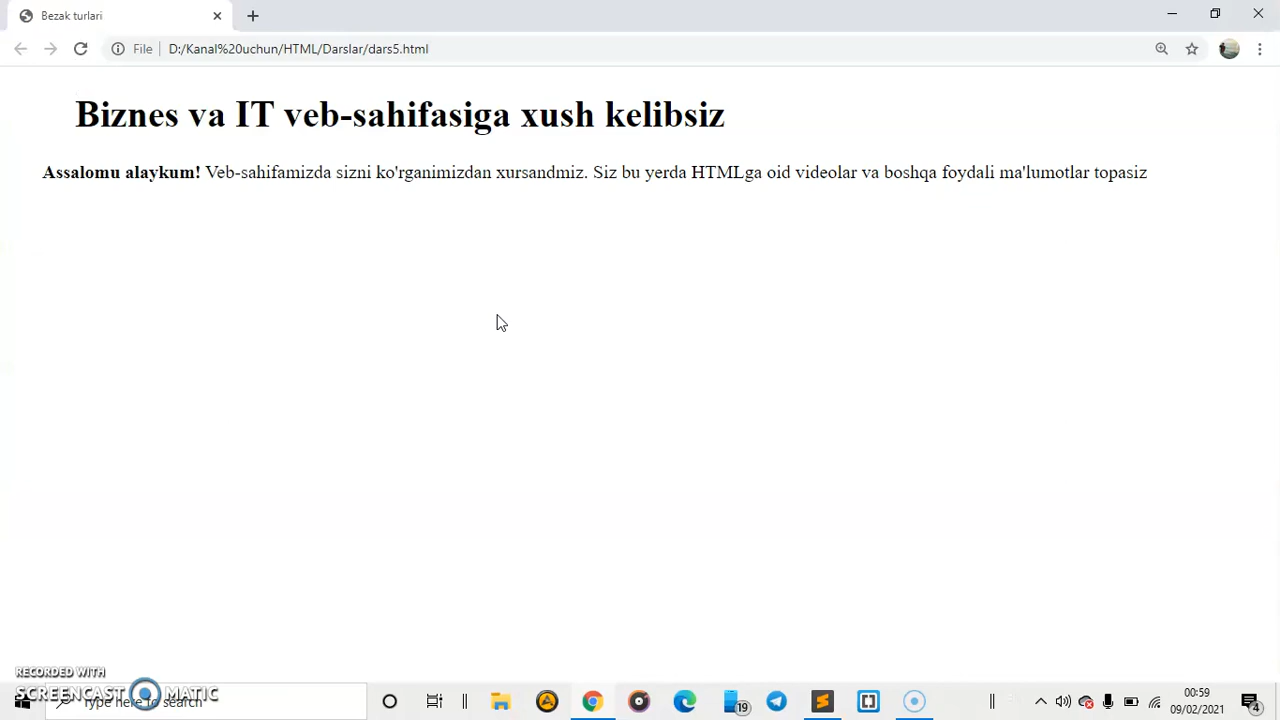 Bezak turlari
File
D:/Kanal%20uchun/HTML/Darslar/dars5.html
Biznes va IT veb-sahifasiga xush kelibsiz
Assalomu alaykum! Veb-sahifamizda sizni ko'rganimizdan xursandmiz. Siz bu yerda HTMLga oid videolar va boshqa foydali ma'lumotlar topasiz
RECORDED WITH
SCREENCAST MATIC
Type here to search
19
00:59
09/02/2021
4